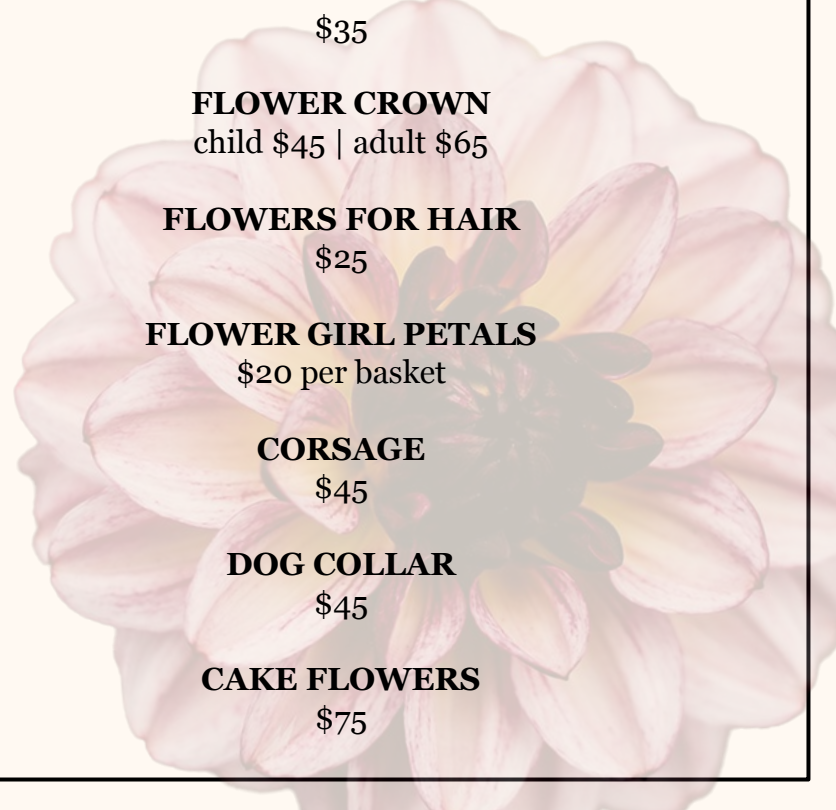 $35
FLOWER CROWN
child $45 | adult $65
FLOWERS FOR HAIR
$25
FLOWER GIRL PETALS
$20 per basket
CORSAGE
$45
DOG COLLAR
$45
CAKE FLOWERS
$75